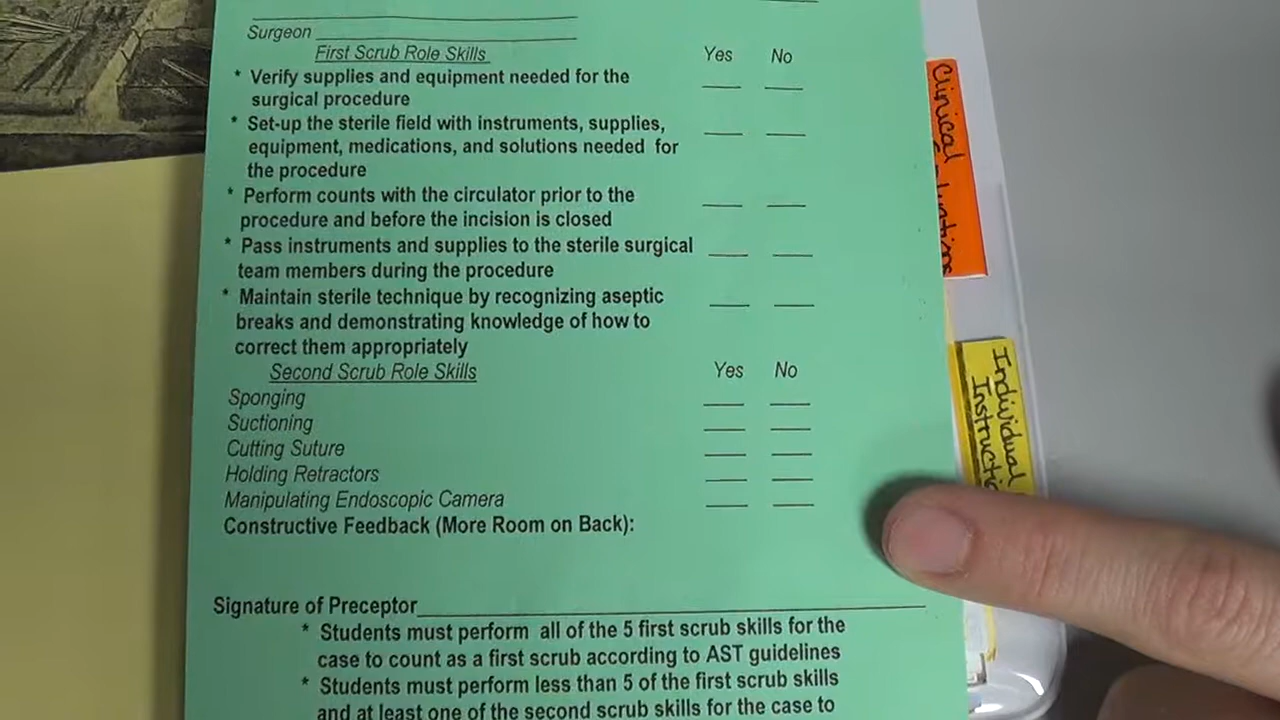 Surgeon
First Scrub Role Skills Yes No
* Verify supplies and equipment needed for the
surgical procedure
* Set-up the sterile field with instruments, supplies,
equipment, medications, and solutions needed for
the procedure
* Perform counts with the circulator prior to the
procedure and before the incision is closed
* Pass instruments and supplies to the sterile surgical
team members during the procedure
* Maintain sterile technique by recognizing aseptic
breaks and demonstrating knowledge of how to
correct them appropriately
Second Scrub Role Skills Yes No
Sponging
Suctioning
Cutting Suture
Holding Retractors
Manipulating Endoscopic Camera
Constructive Feedback (More Room on Back):
Signature of Preceptor
* Students must perform all of the 5 first scrub skills for the
case to count as a first scrub according to AST guidelines
* Students must perform less than 5 of the first scrub skills
and at least one of the second scrub skills for the case to
Clinical
Individual